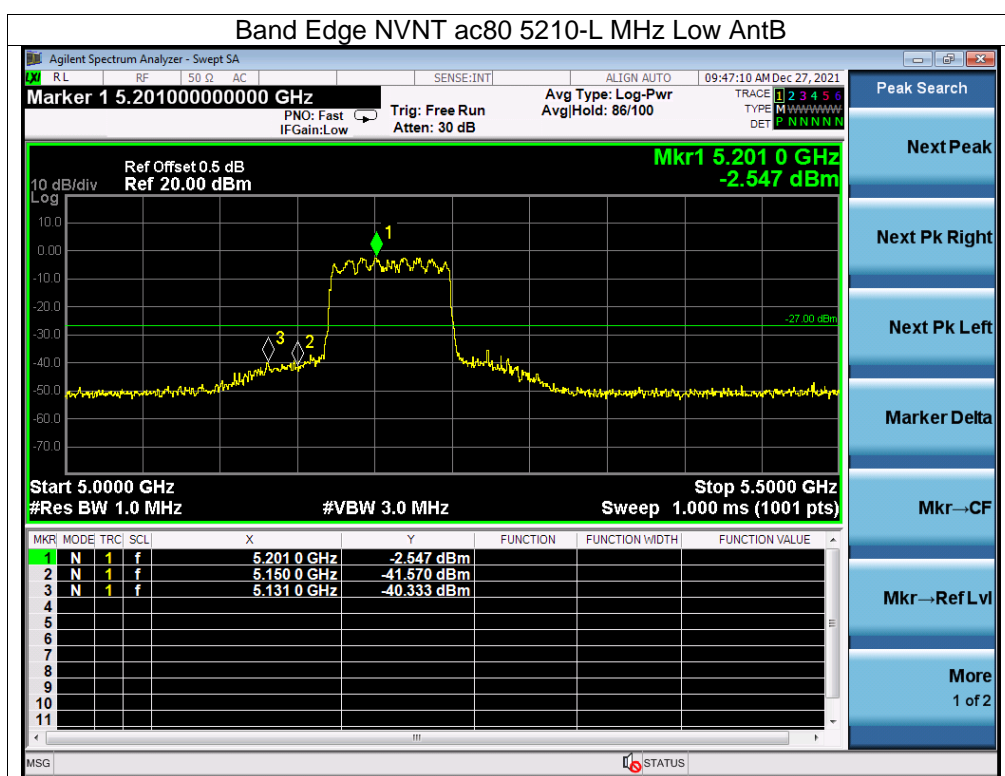 Band Edge NVNT ac80 5210-L MHz Low AntB
Agilent Spectrum Analyzer - Swept SA
LXI RL RF 50 Ω AC SENSE:INT ALIGN AUTO 09:47:10 AM Dec 27, 2021
Marker 1 5.201000000000 GHz
PNO: Fast
IFGain:Low
Trig: Free Run
Atten: 30 dB
Avg Type: Log-Pwr
Avg|Hold: 86/100
TRACE 1 2 3 4 5 6
TYPE M WWWWW
DET P N N N N N
Peak Search
Mkr1 5.201 0 GHz
-2.547 dBm
Ref Offset 0.5 dB
10 dB/div Ref 20.00 dBm
Log
10.0
0.00
-10.0
-20.0
-30.0
-40.0
-50.0
-60.0
-70.0
1
2
3
-27.00 dBm
Start 5.0000 GHz Stop 5.5000 GHz
#Res BW 1.0 MHz #VBW 3.0 MHz Sweep 1.000 ms (1001 pts)
MKR MODE TRC SCL X Y FUNCTION FUNCTION WIDTH FUNCTION VALUE
1 N 1 f 5.201 0 GHz -2.547 dBm
2 N 1 f 5.150 0 GHz -41.570 dBm
3 N 1 f 5.131 0 GHz -40.333 dBm
4
5
6
7
8
9
10
11
Next Peak
Next Pk Right
Next Pk Left
Marker Delta
Mkr→CF
Mkr→Ref Lvl
More
1 of 2
MSG STATUS